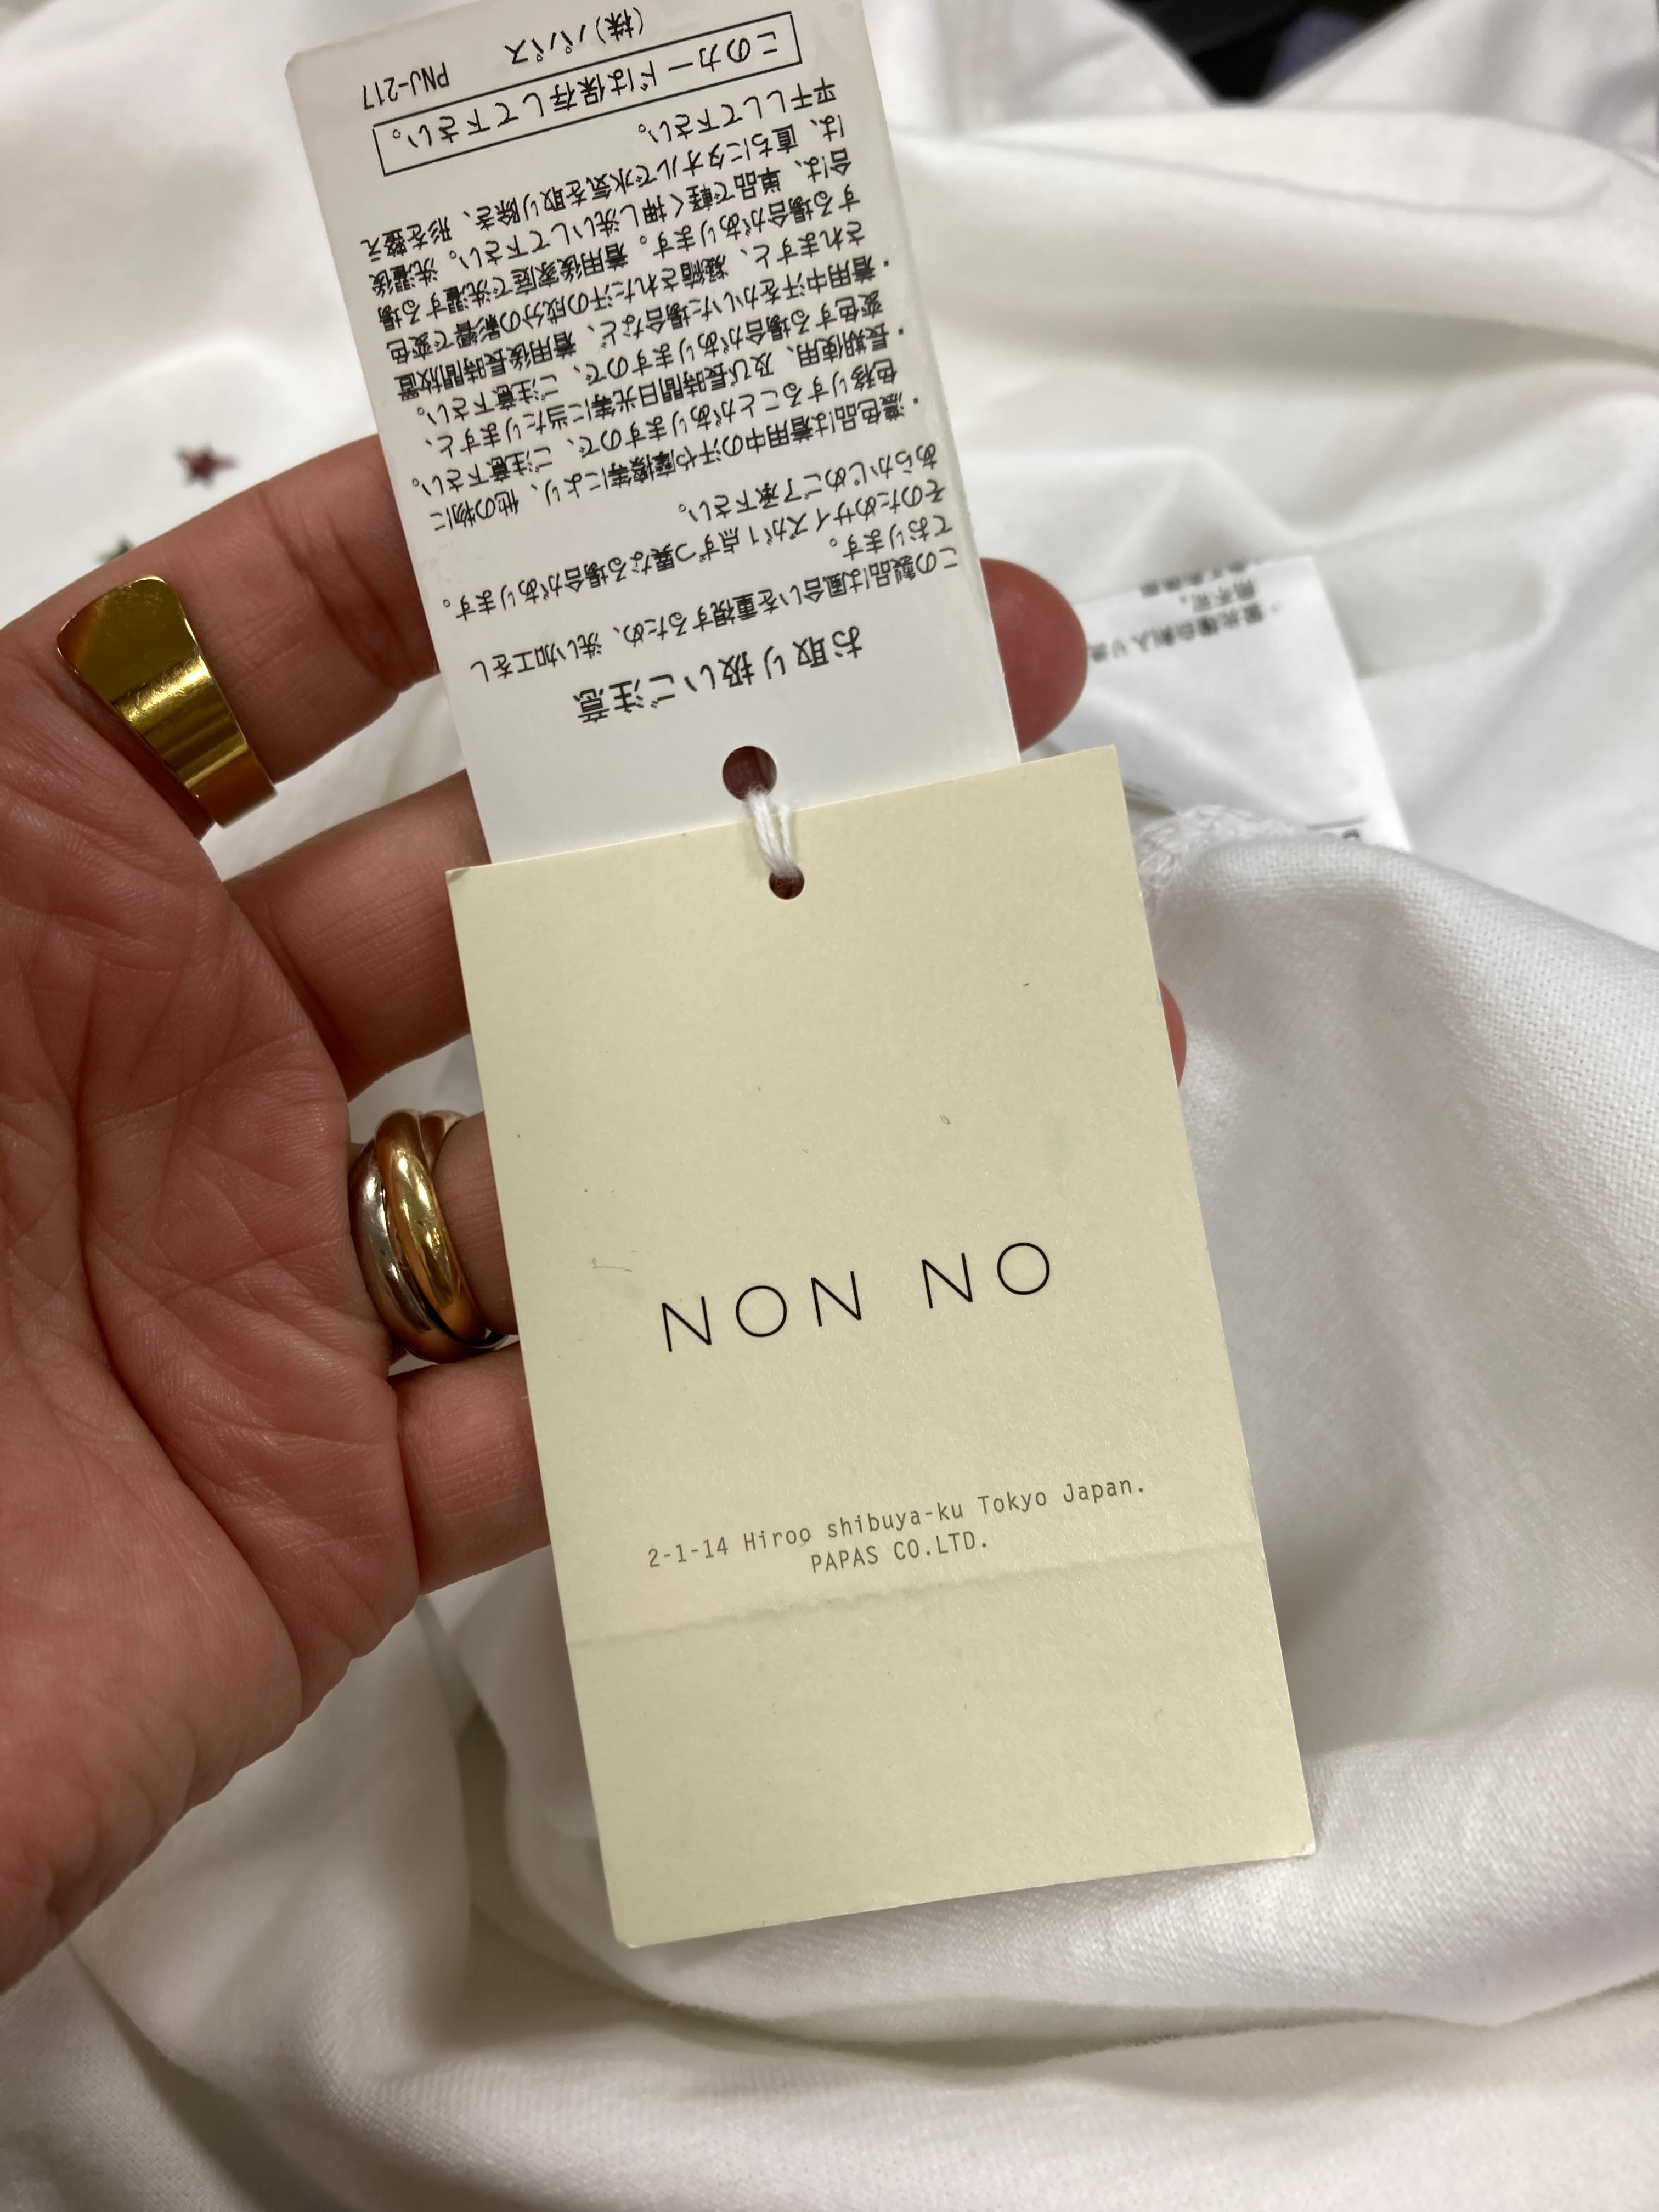 お取り扱いご注意
この製品は風合いを重視するため、洗い加工をし
ております。
そのためサイズが1点ずつ異なる場合があります。
あらかじめご了承下さい。
・濃色品は着用中の汗や摩擦等により、他の物に
色移りすることがありますので、ご注意下さい。
・長期使用、及び長時間日光等に当たりますと、
変色する場合がありますので、ご注意下さい。
・着用中汗をかいた場合など、着用後長時間放置
されますと、凝縮された汗の成分の影響で変色
する場合があります。着用後家庭で洗濯する場
合は、単品で軽く押し洗いして下さい。洗濯後
は、直ちにタオルで水気を取り除き、形を整え
平干しして下さい。
このカードは保存して下さい。
(株)パパス PNJ-217
NON NO
2-1-14 Hiroo shibuya-ku Tokyo Japan.
PAPAS CO.LTD.